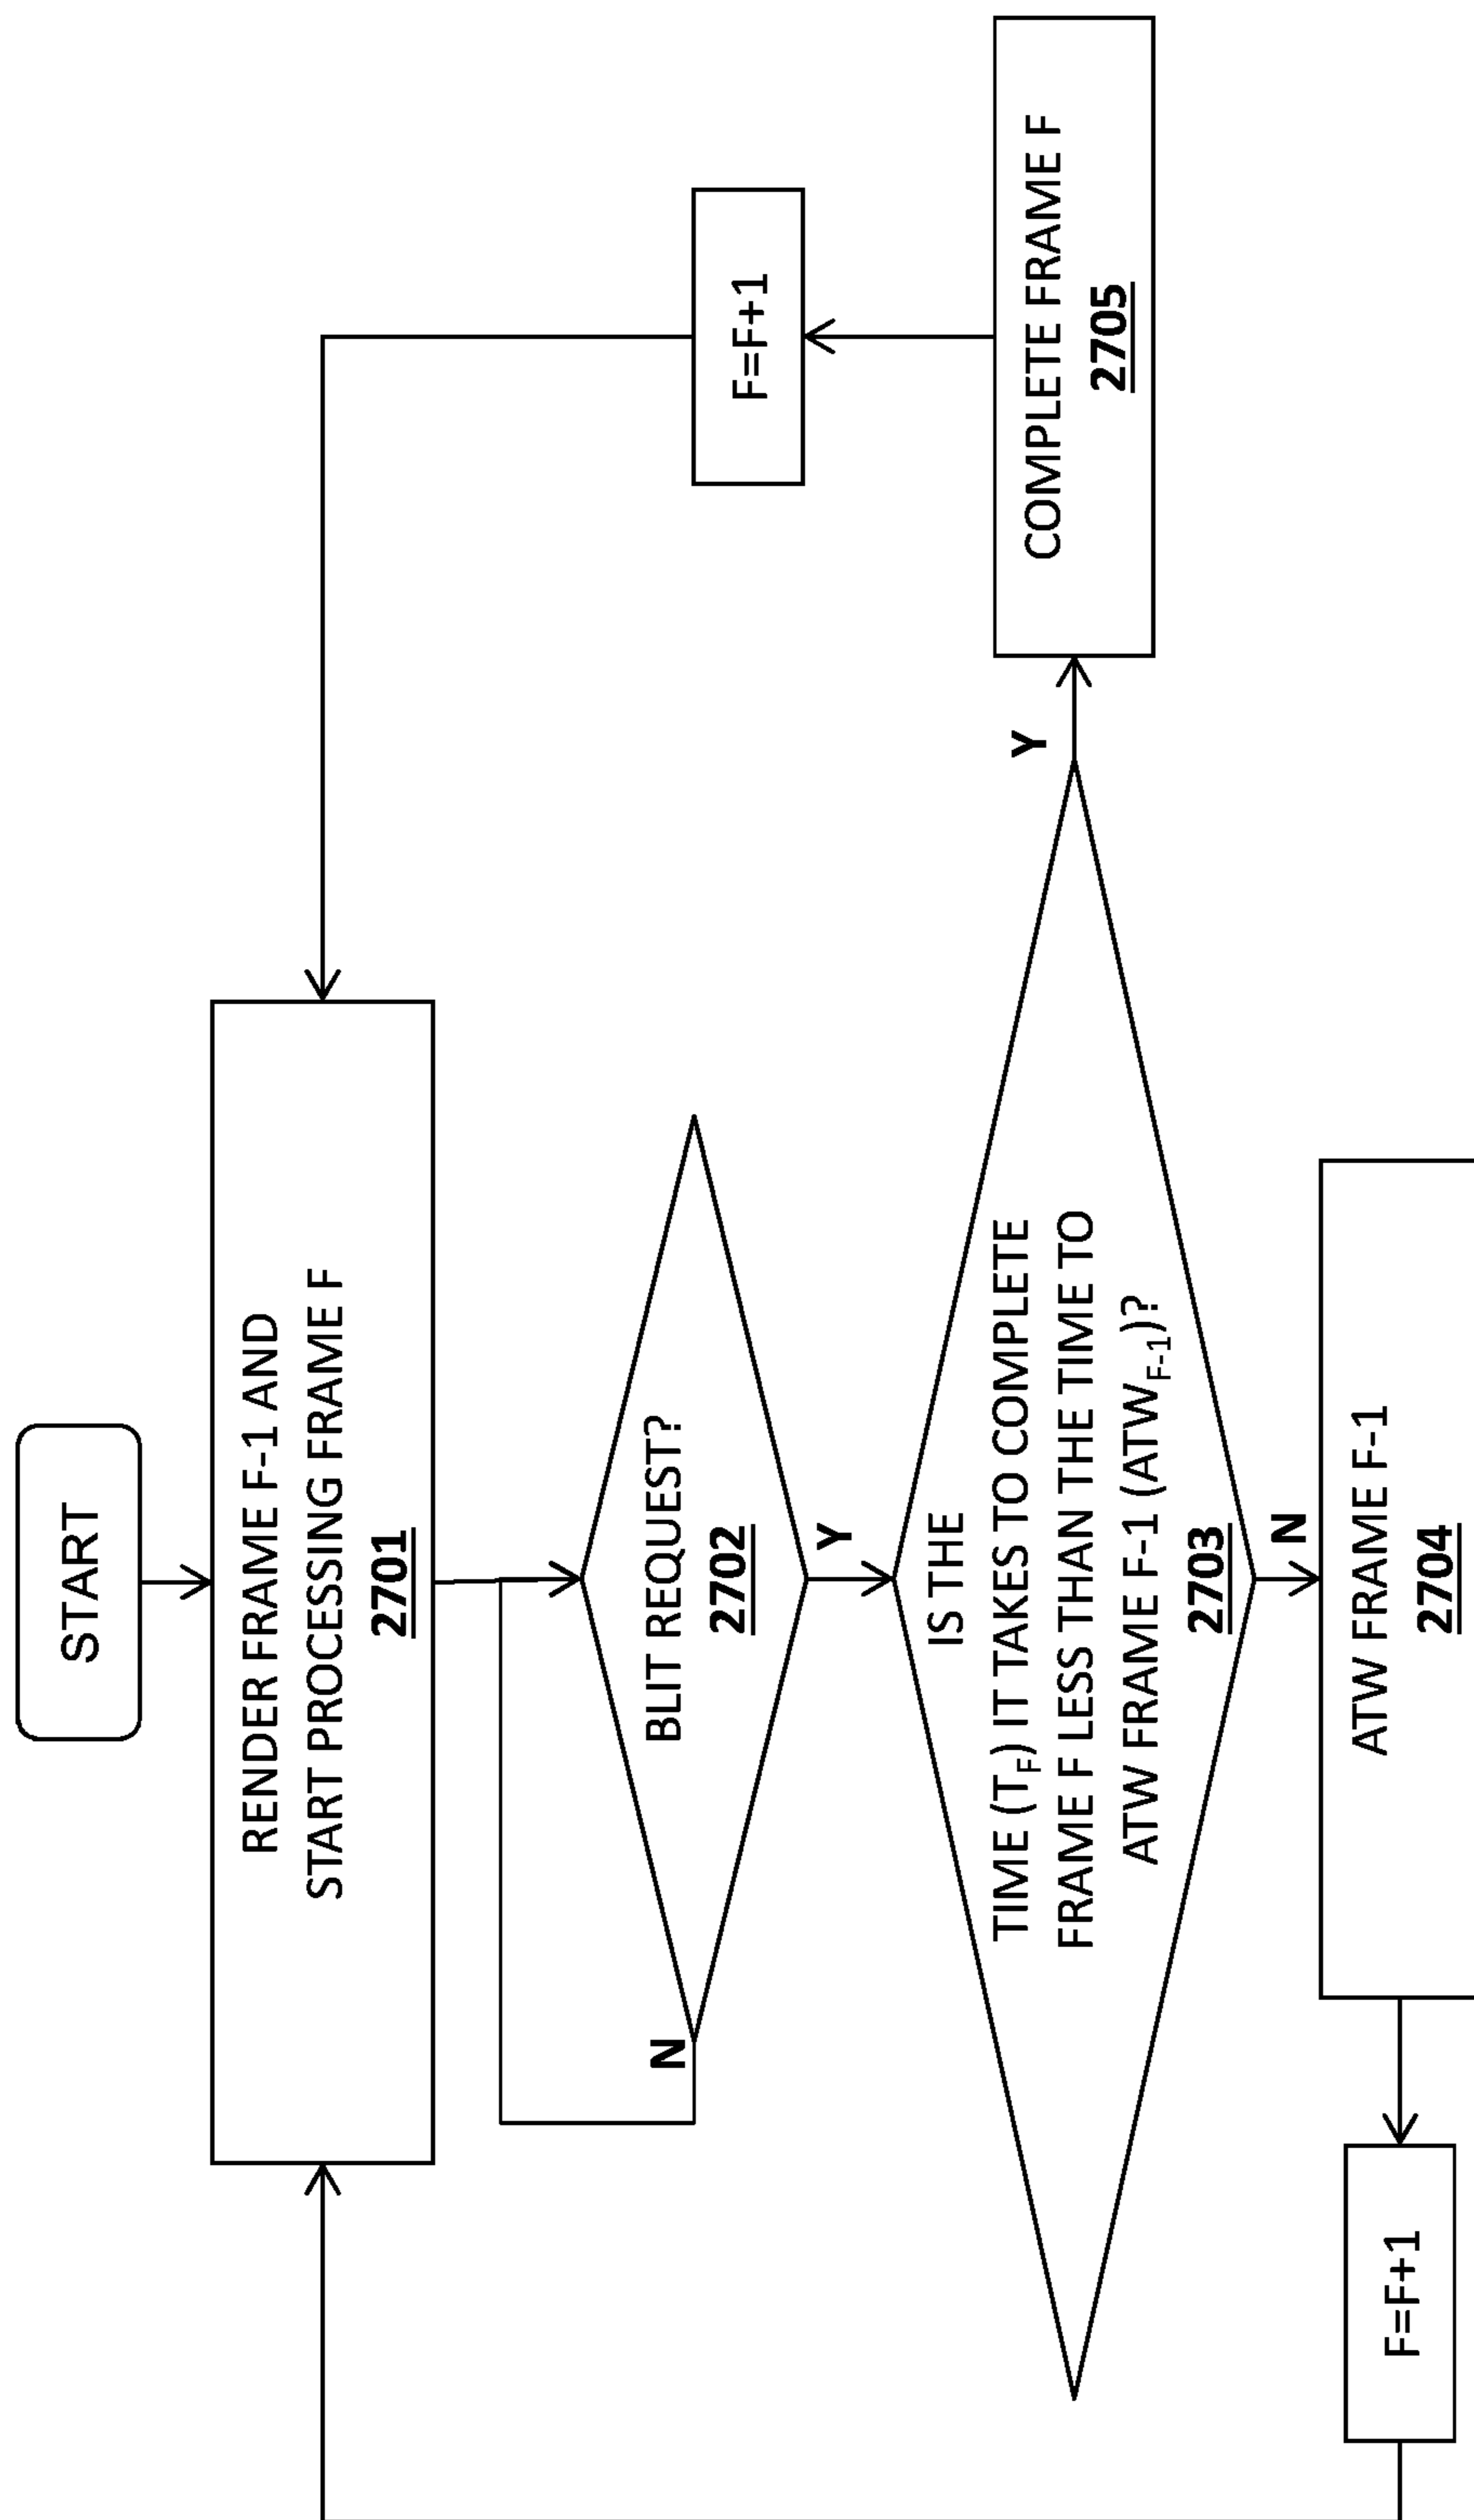 START
RENDER FRAME F-1 AND
START PROCESSING FRAME F
2701
BLIT REQUEST?
2702
N
Y
IS THE
TIME (T_F) IT TAKES TO COMPLETE
FRAME F LESS THAN THE TIME TO
ATW FRAME F-1 (ATW_F-1)?
2703
Y
N
COMPLETE FRAME F
2705
F=F+1
ATW FRAME F-1
2704
F=F+1